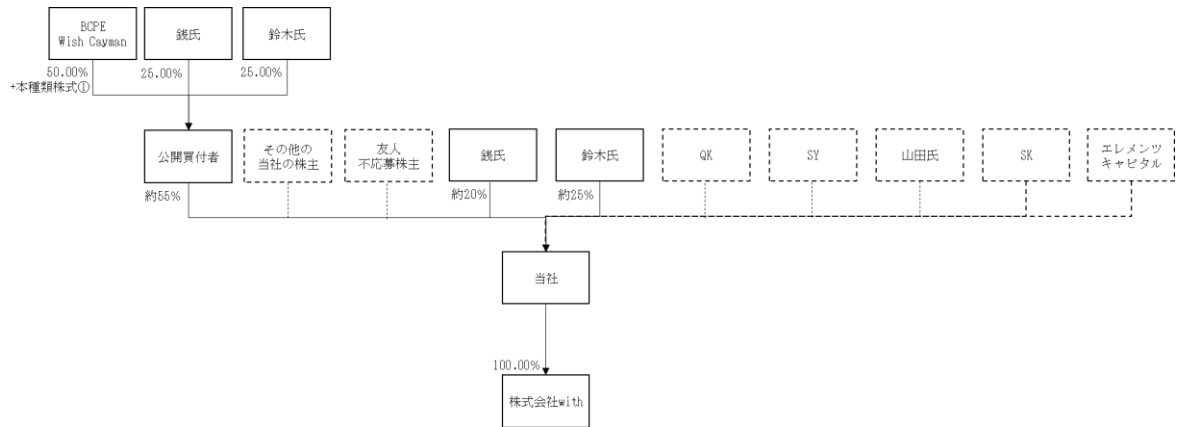 BCPE
Wish Cayman
銭氏
鈴木氏
50.00%
+本種類株式①
25.00%
25.00%
公開買付者
その他の
当社の株主
友人
不応募株主
銭氏
鈴木氏
QK
SY
山田氏
SK
エレメンツ
キャピタル
約55%
約20%
約25%
当社
100.00%
株式会社with